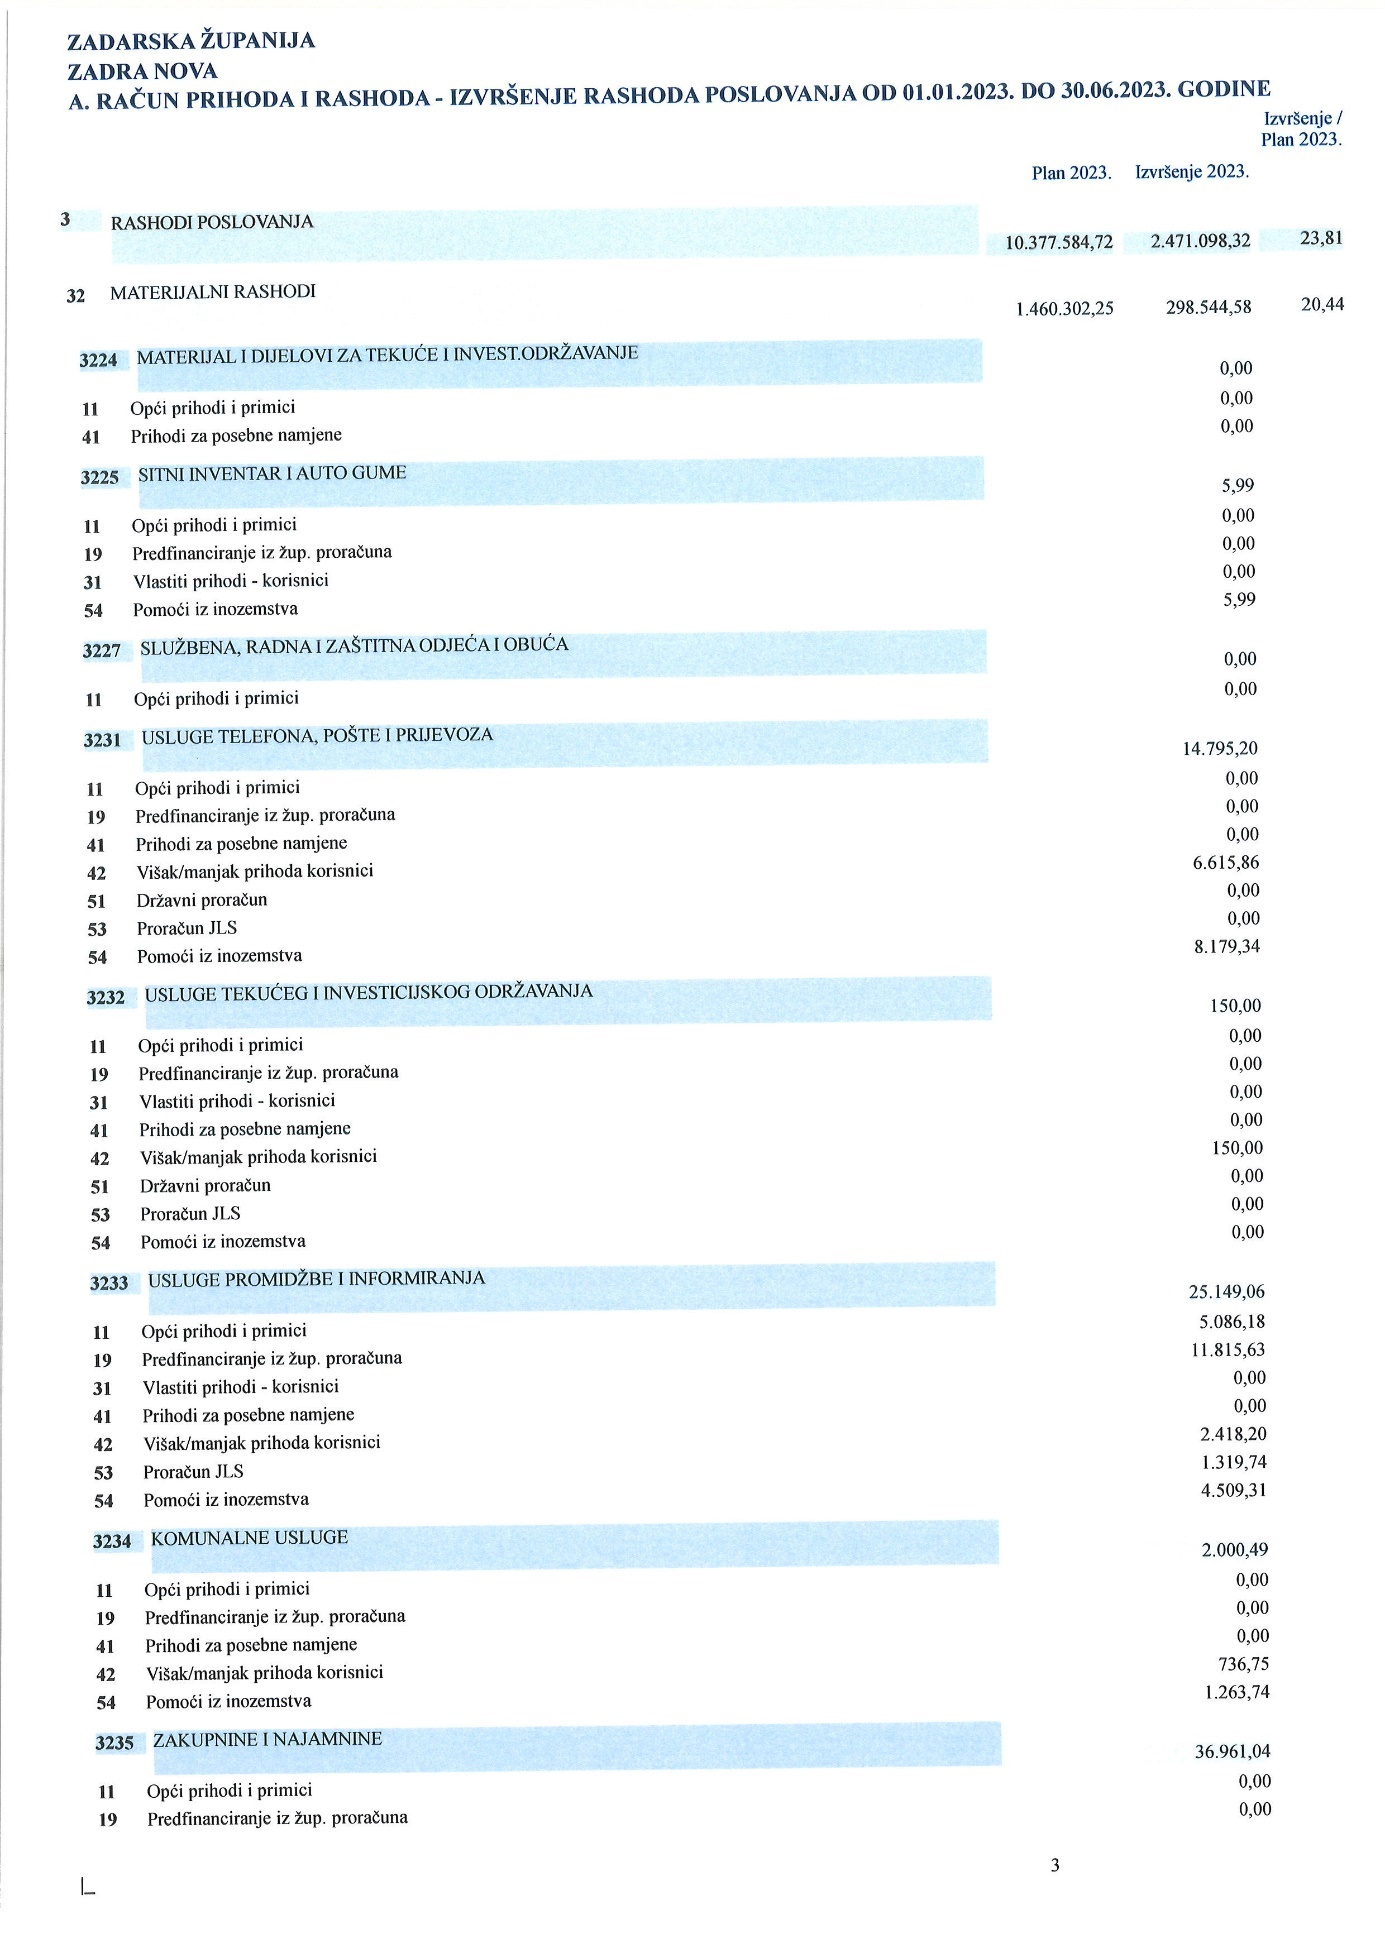 ZADARSKA ŽUPANIJA
ZADRA NOVA
A. RAČUN PRIHODA I RASHODA - IZVRŠENJE RASHODA POSLOVANJA OD 01.01.2023. DO 30.06.2023. GODINE
Izvršenje /
Plan 2023.
Plan 2023. Izvršenje 2023.
3 RASHODI POSLOVANJA 10.377.584,72 2.471.098,32 23,81
32 MATERIJALNI RASHODI 1.460.302,25 298.544,58 20,44
3224 MATERIJAL I DIJELOVI ZA TEKUĆE I INVEST.ODRŽAVANJE 0,00
11 Opći prihodi i primici 0,00
41 Prihodi za posebne namjene 0,00
3225 SITNI INVENTAR I AUTO GUME 5,99
11 Opći prihodi i primici 0,00
19 Predfinanciranje iz žup. proračuna 0,00
31 Vlastiti prihodi - korisnici 0,00
54 Pomoći iz inozemstva 5,99
3227 SLUŽBENA, RADNA I ZAŠTITNA ODJEĆA I OBUĆA 0,00
11 Opći prihodi i primici 0,00
3231 USLUGE TELEFONA, POŠTE I PRIJEVOZA 14.795,20
11 Opći prihodi i primici 0,00
19 Predfinanciranje iz žup. proračuna 0,00
41 Prihodi za posebne namjene 0,00
42 Višak/manjak prihoda korisnici 6.615,86
51 Državni proračun 0,00
53 Proračun JLS 0,00
54 Pomoći iz inozemstva 8.179,34
3232 USLUGE TEKUĆEG I INVESTICIJSKOG ODRŽAVANJA 150,00
11 Opći prihodi i primici 0,00
19 Predfinanciranje iz žup. proračuna 0,00
31 Vlastiti prihodi - korisnici 0,00
41 Prihodi za posebne namjene 0,00
42 Višak/manjak prihoda korisnici 150,00
51 Državni proračun 0,00
53 Proračun JLS 0,00
54 Pomoći iz inozemstva 0,00
3233 USLUGE PROMIDŽBE I INFORMIRANJA 25.149,06
11 Opći prihodi i primici 5.086,18
19 Predfinanciranje iz žup. proračuna 11.815,63
31 Vlastiti prihodi - korisnici 0,00
41 Prihodi za posebne namjene 0,00
42 Višak/manjak prihoda korisnici 2.418,20
53 Proračun JLS 1.319,74
54 Pomoći iz inozemstva 4.509,31
3234 KOMUNALNE USLUGE 2.000,49
11 Opći prihodi i primici 0,00
19 Predfinanciranje iz žup. proračuna 0,00
41 Prihodi za posebne namjene 0,00
42 Višak/manjak prihoda korisnici 736,75
54 Pomoći iz inozemstva 1.263,74
3235 ZAKUPNINE I NAJAMNINE 36.961,04
11 Opći prihodi i primici 0,00
19 Predfinanciranje iz žup. proračuna 0,00
3